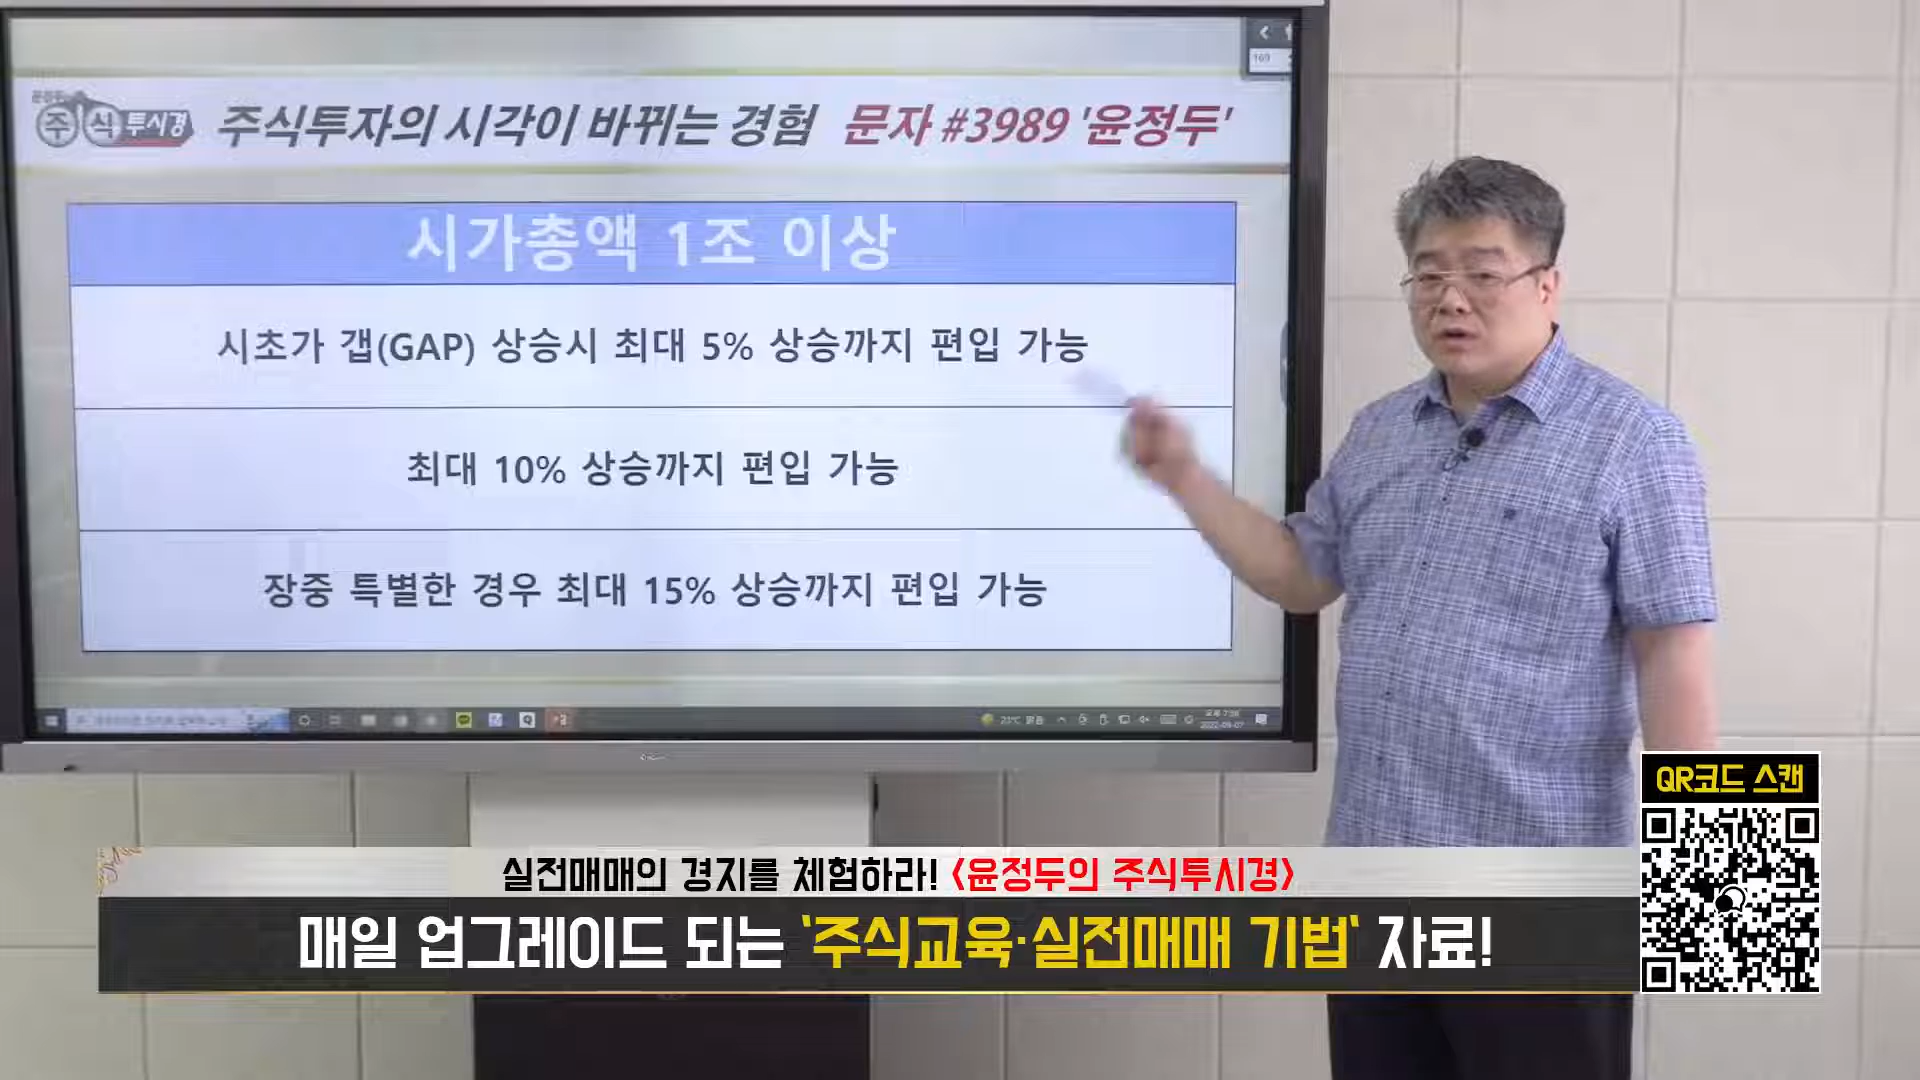 169
윤정두의
주식투시경
주식투자의 시각이 바뀌는 경험 문자 #3989 '윤정두'
시가총액 1조 이상
시초가 갭(GAP) 상승시 최대 5% 상승까지 편입 가능
최대 10% 상승까지 편입 가능
장중 특별한 경우 최대 15% 상승까지 편입 가능
QR코드 스캔
실전매매의 경지를 체험하라! <윤정두의 주식투시경>
매일 업그레이드 되는 '주식교육·실전매매 기법' 자료!